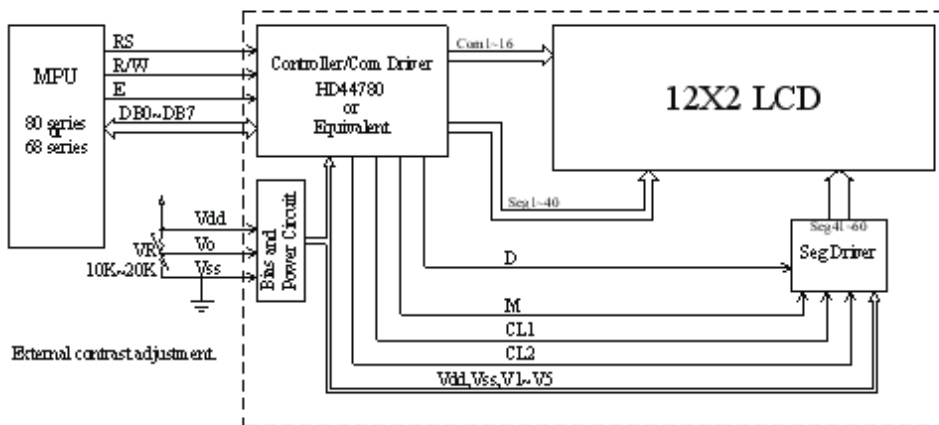 MPU
80 series
or
68 series
RS
R/W
E
DB0~DB7
Controller/Com Driver
HD44780
or
Equivalent
Com1~16
12X2 LCD
Seg1~40
Seg41~60
Seg Driver
Vdd
Vo
Vss
VR
10K~20K
Bias and
Power Circuit
D
M
CL1
CL2
Vdd,Vss,V1~V5
External contrast adjustment.